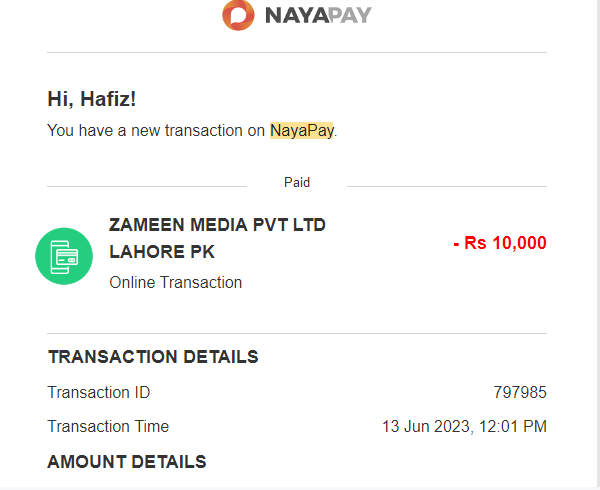 NAYAPAY
Hi, Hafiz!
You have a new transaction on NayaPay.
Paid
ZAMEEN MEDIA PVT LTD
LAHORE PK
- Rs 10,000
Online Transaction
TRANSACTION DETAILS
Transaction ID 797985
Transaction Time 13 Jun 2023, 12:01 PM
AMOUNT DETAILS